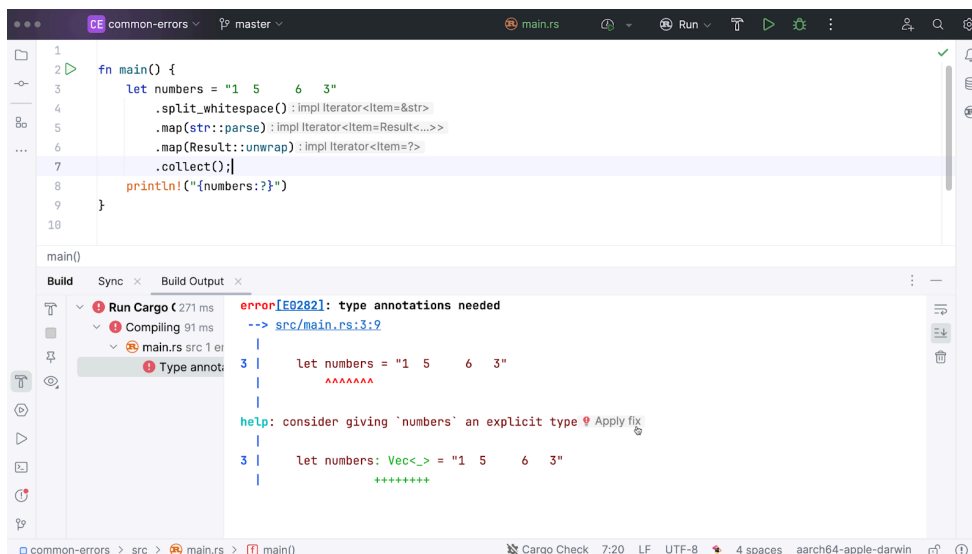 CE common-errors master main.rs Run
1
2 fn main() {
3 let numbers = "1  5     6   3"
4 .split_whitespace() : impl Iterator<Item=&str>
5 .map(str::parse) : impl Iterator<Item=Result<...>>
6 .map(Result::unwrap) : impl Iterator<Item=?>
7 .collect();
8 println!("{numbers:?}")
9 }
10
main()
Build Sync × Build Output ×
Run Cargo C 271 ms
Compiling 91 ms
main.rs src 1 er
Type annota
error[E0282]: type annotations needed
--> src/main.rs:3:9
|
3 | let numbers = "1  5     6   3"
| ^^^^^^^
|
help: consider giving `numbers` an explicit type Apply fix
|
3 | let numbers: Vec<_> = "1  5     6   3"
| ++++++++
common-errors > src > main.rs > f main() Cargo Check 7:20 LF UTF-8 4 spaces aarch64-apple-darwin